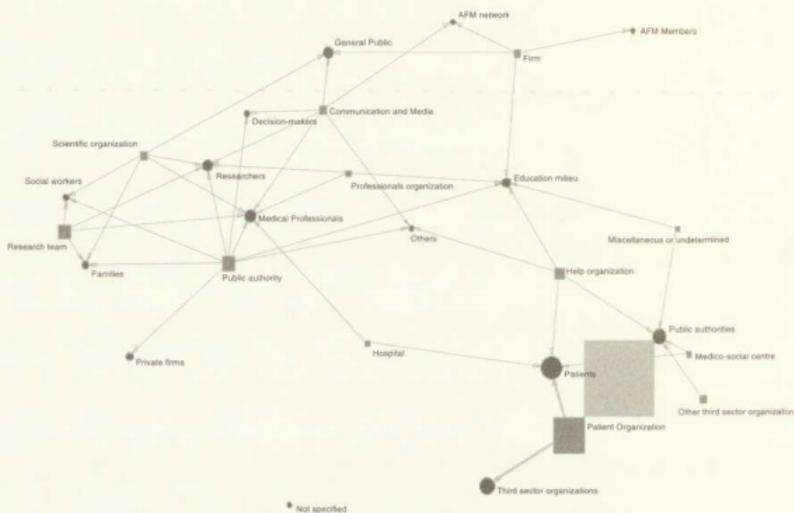 AFM network
General Public
AFM Members
Firm
Communication and Media
Decision-makers
Scientific organization
Researchers
Social workers
Professionals organization
Education milieu
Medical Professionals
Research team
Others
Miscellaneous or undetermined
Families
Public authority
Help organization
Public authorities
Private firms
Hospital
Medico-social centre
Patients
Other third sector organization
Patient Organization
Third sector organizations
Not specified